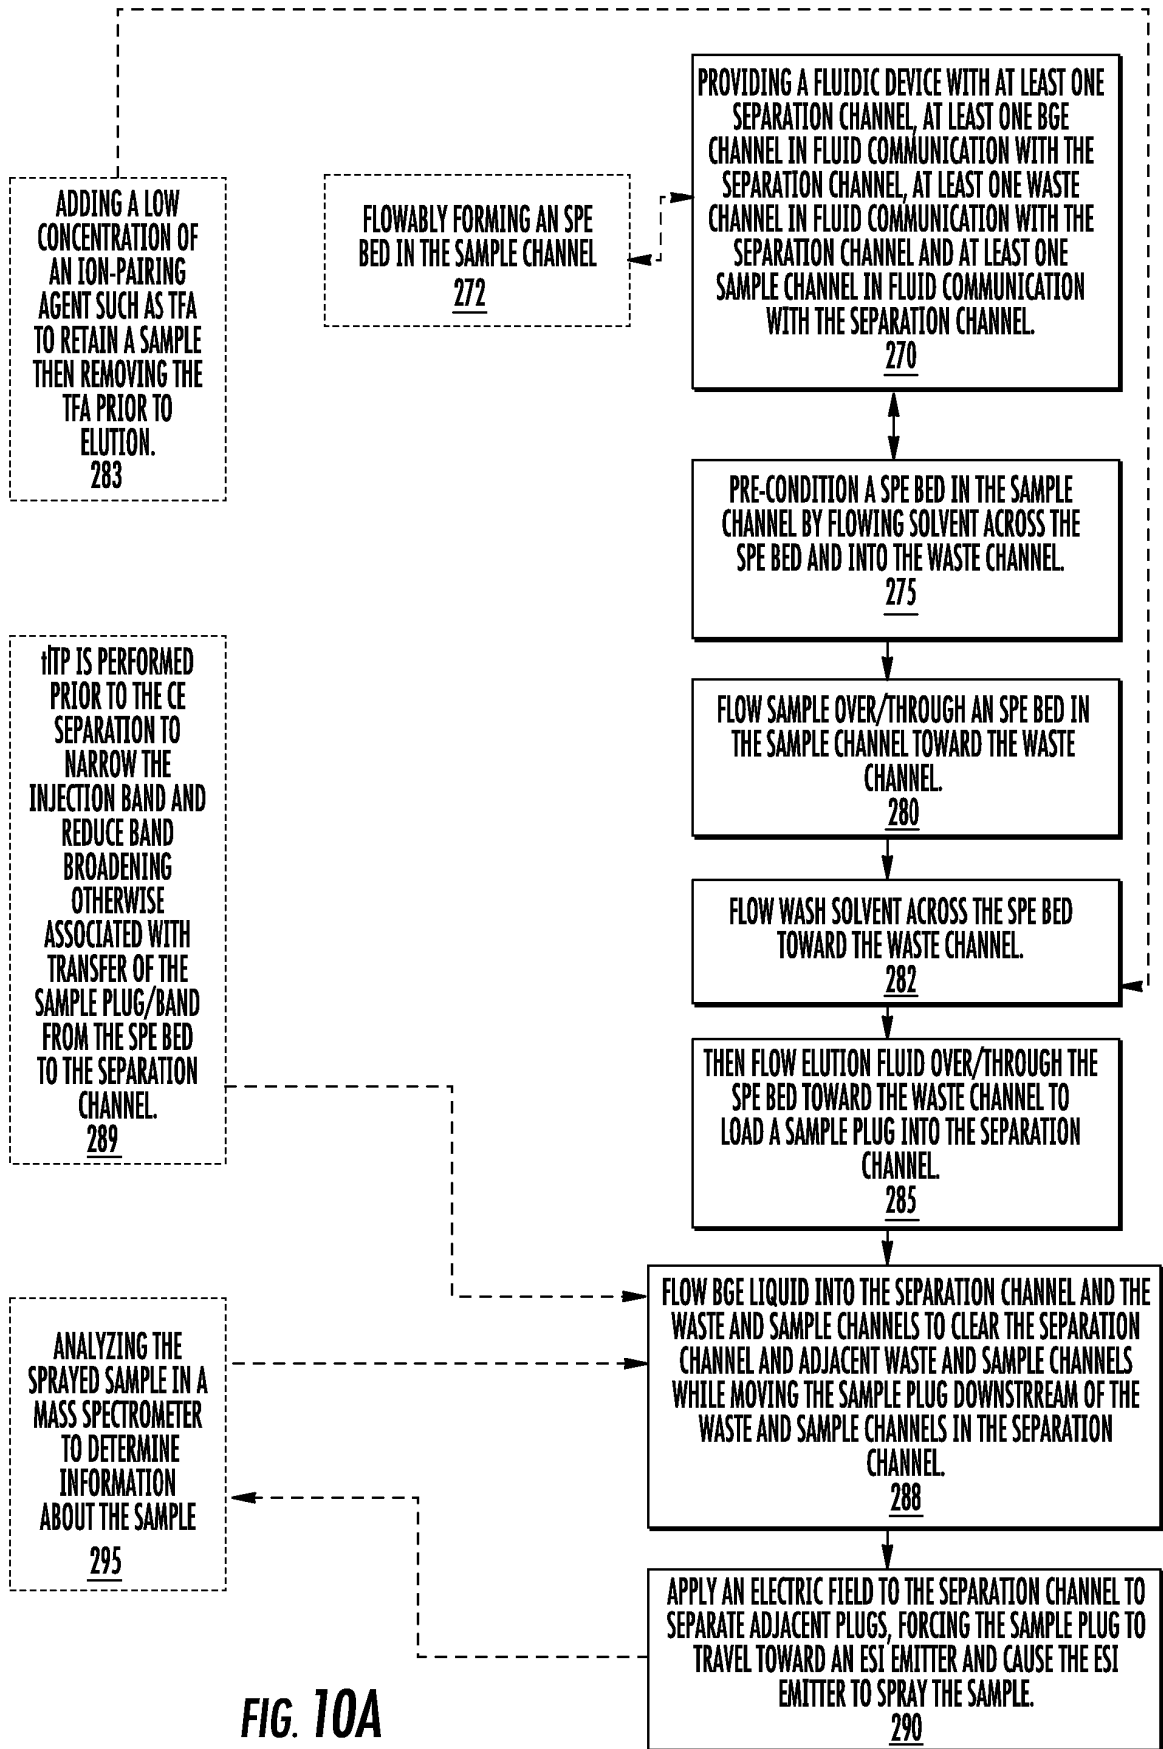 PROVIDING A FLUIDIC DEVICE WITH AT LEAST ONE
SEPARATION CHANNEL, AT LEAST ONE BGE
CHANNEL IN FLUID COMMUNICATION WITH THE
SEPARATION CHANNEL, AT LEAST ONE WASTE
CHANNEL IN FLUID COMMUNICATION WITH THE
SEPARATION CHANNEL AND AT LEAST ONE
SAMPLE CHANNEL IN FLUID COMMUNICATION
WITH THE SEPARATION CHANNEL.
270
FLOWABLY FORMING AN SPE
BED IN THE SAMPLE CHANNEL
272
ADDING A LOW
CONCENTRATION OF
AN ION-PAIRING
AGENT SUCH AS TFA
TO RETAIN A SAMPLE
THEN REMOVING THE
TFA PRIOR TO
ELUTION.
283
PRE-CONDITION A SPE BED IN THE SAMPLE
CHANNEL BY FLOWING SOLVENT ACROSS THE
SPE BED AND INTO THE WASTE CHANNEL.
275
FLOW SAMPLE OVER/THROUGH AN SPE BED IN
THE SAMPLE CHANNEL TOWARD THE WASTE
CHANNEL.
280
FLOW WASH SOLVENT ACROSS THE SPE BED
TOWARD THE WASTE CHANNEL.
282
THEN FLOW ELUTION FLUID OVER/THROUGH THE
SPE BED TOWARD THE WASTE CHANNEL TO
LOAD A SAMPLE PLUG INTO THE SEPARATION
CHANNEL.
285
tITP IS PERFORMED
PRIOR TO THE CE
SEPARATION TO
NARROW THE
INJECTION BAND AND
REDUCE BAND
BROADENING
OTHERWISE
ASSOCIATED WITH
TRANSFER OF THE
SAMPLE PLUG/BAND
FROM THE SPE BED
TO THE SEPARATION
CHANNEL.
289
FLOW BGE LIQUID INTO THE SEPARATION CHANNEL AND THE
WASTE AND SAMPLE CHANNELS TO CLEAR THE SEPARATION
CHANNEL AND ADJACENT WASTE AND SAMPLE CHANNELS
WHILE MOVING THE SAMPLE PLUG DOWNSTREAM OF THE
WASTE AND SAMPLE CHANNELS IN THE SEPARATION
CHANNEL.
288
ANALYZING THE
SPRAYED SAMPLE IN A
MASS SPECTROMETER
TO DETERMINE
INFORMATION
ABOUT THE SAMPLE
295
APPLY AN ELECTRIC FIELD TO THE SEPARATION CHANNEL TO
SEPARATE ADJACENT PLUGS, FORCING THE SAMPLE PLUG TO
TRAVEL TOWARD AN ESI EMITTER AND CAUSE THE ESI
EMITTER TO SPRAY THE SAMPLE.
290
FIG. 10A